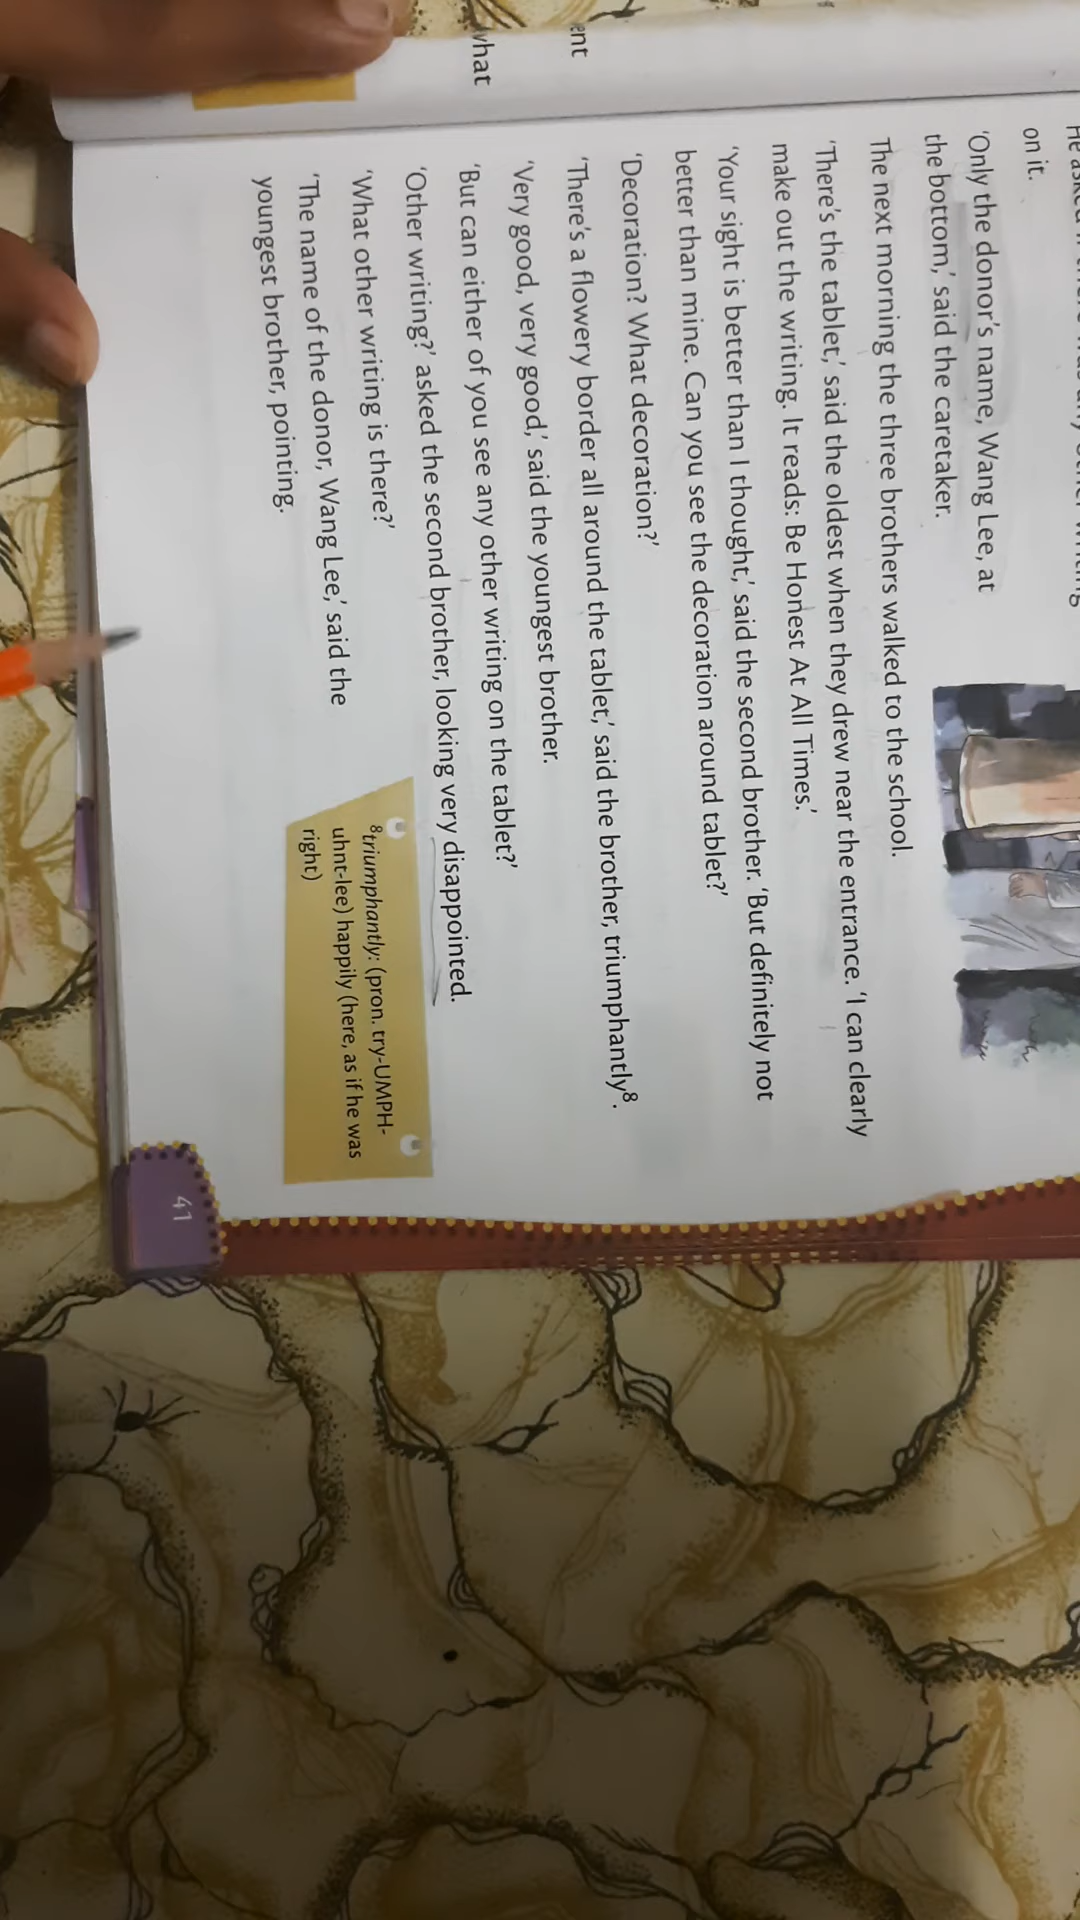 on it.
'Only the donor's name, Wang Lee, at
the bottom,' said the caretaker.
The next morning the three brothers walked to the school.
'There's the tablet,' said the oldest when they drew near the entrance. 'I can clearly
make out the writing. It reads: Be Honest At All Times.'
'Your sight is better than I thought,' said the second brother. 'But definitely not
better than mine. Can you see the decoration around tablet?'
'Decoration? What decoration?'
'There's a flowery border all around the tablet,' said the brother, triumphantly⁸.
'Very good, very good,' said the youngest brother.
'But can either of you see any other writing on the tablet?'
'Other writing?' asked the second brother, looking very disappointed.
'What other writing is there?'
'The name of the donor, Wang Lee,' said the
youngest brother, pointing.
⁸triumphantly: (pron. try-UMPH-
uhnt-lee) happily (here, as if he was
right)
41